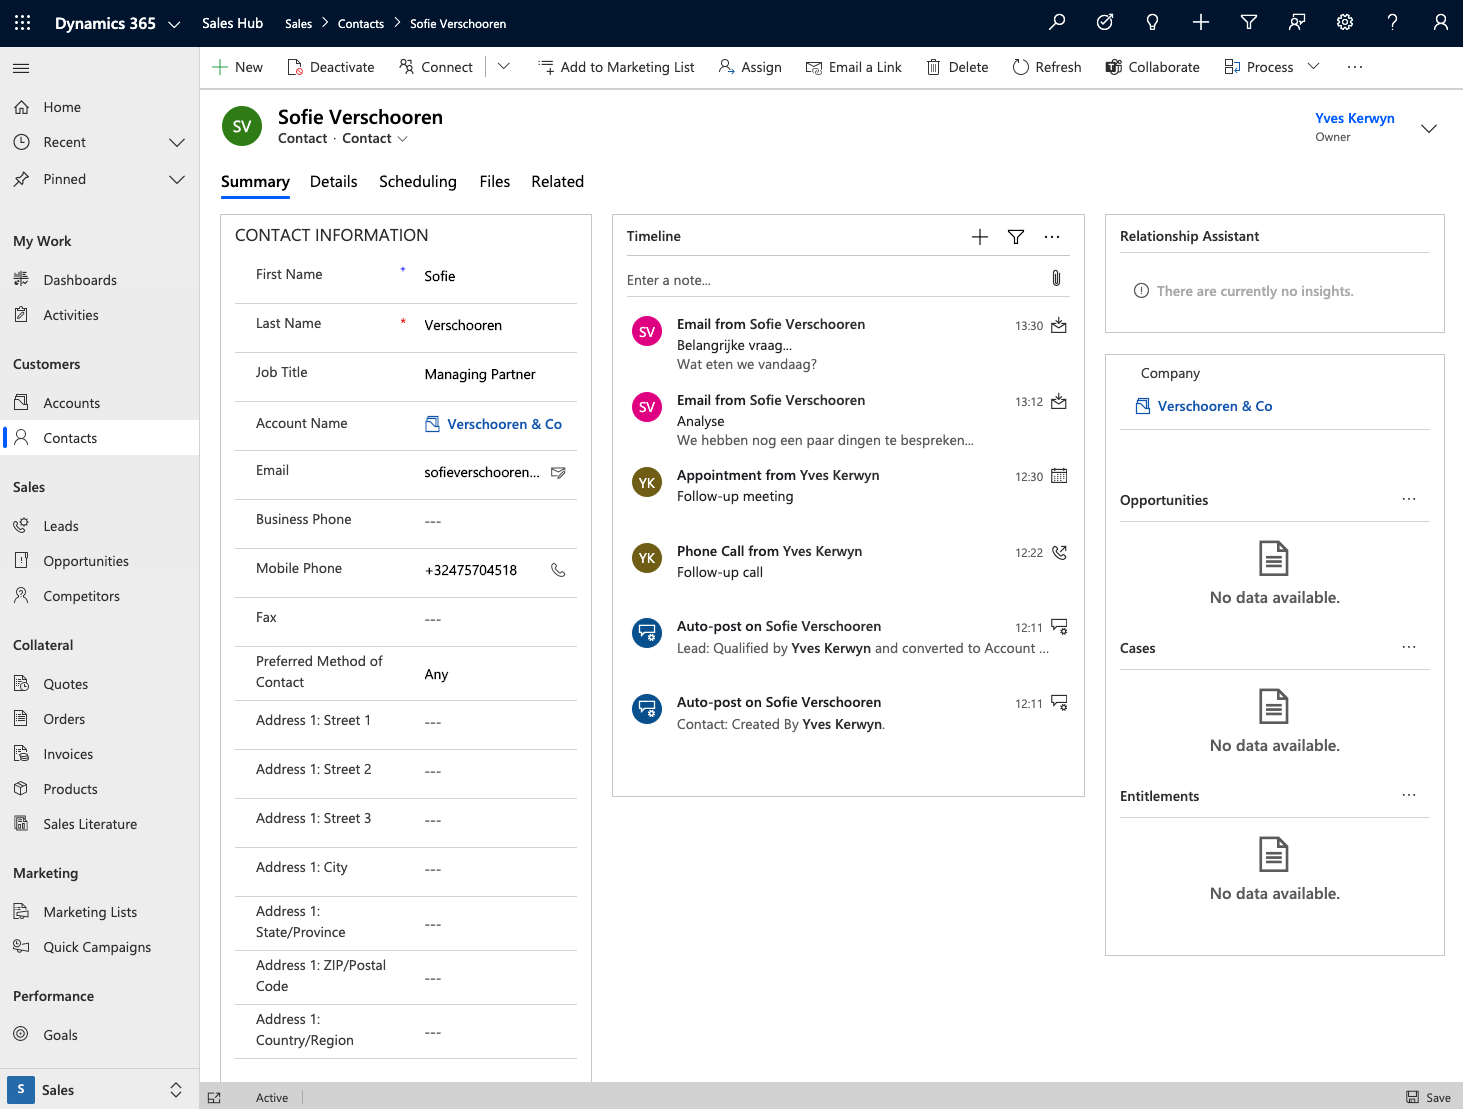 Dynamics 365
Sales Hub
Sales > Contacts > Sofie Verschooren
Home
Recent
Pinned
My Work
Dashboards
Activities
Customers
Accounts
Contacts
Sales
Leads
Opportunities
Competitors
Collateral
Quotes
Orders
Invoices
Products
Sales Literature
Marketing
Marketing Lists
Quick Campaigns
Performance
Goals
S Sales
New
Deactivate
Connect
Add to Marketing List
Assign
Email a Link
Delete
Refresh
Collaborate
Process
SV
Sofie Verschooren
Contact · Contact
Yves Kerwyn
Owner
Summary
Details
Scheduling
Files
Related
CONTACT INFORMATION
First Name + Sofie
Last Name * Verschooren
Job Title Managing Partner
Account Name Verschooren & Co
Email sofieverschooren...
Business Phone ---
Mobile Phone +32475704518
Fax ---
Preferred Method of
Contact
Any
Address 1: Street 1 ---
Address 1: Street 2 ---
Address 1: Street 3 ---
Address 1: City ---
Address 1:
State/Province
---
Address 1: ZIP/Postal
Code
---
Address 1:
Country/Region
---
Timeline
Enter a note...
SV
Email from Sofie Verschooren 13:30
Belangrijke vraag...
Wat eten we vandaag?
SV
Email from Sofie Verschooren 13:12
Analyse
We hebben nog een paar dingen te bespreken...
YK
Appointment from Yves Kerwyn 12:30
Follow-up meeting
YK
Phone Call from Yves Kerwyn 12:22
Follow-up call
Auto-post on Sofie Verschooren 12:11
Lead: Qualified by Yves Kerwyn and converted to Account ...
Auto-post on Sofie Verschooren 12:11
Contact: Created By Yves Kerwyn.
Relationship Assistant
There are currently no insights.
Company
Verschooren & Co
Opportunities
No data available.
Cases
No data available.
Entitlements
No data available.
Active
Save